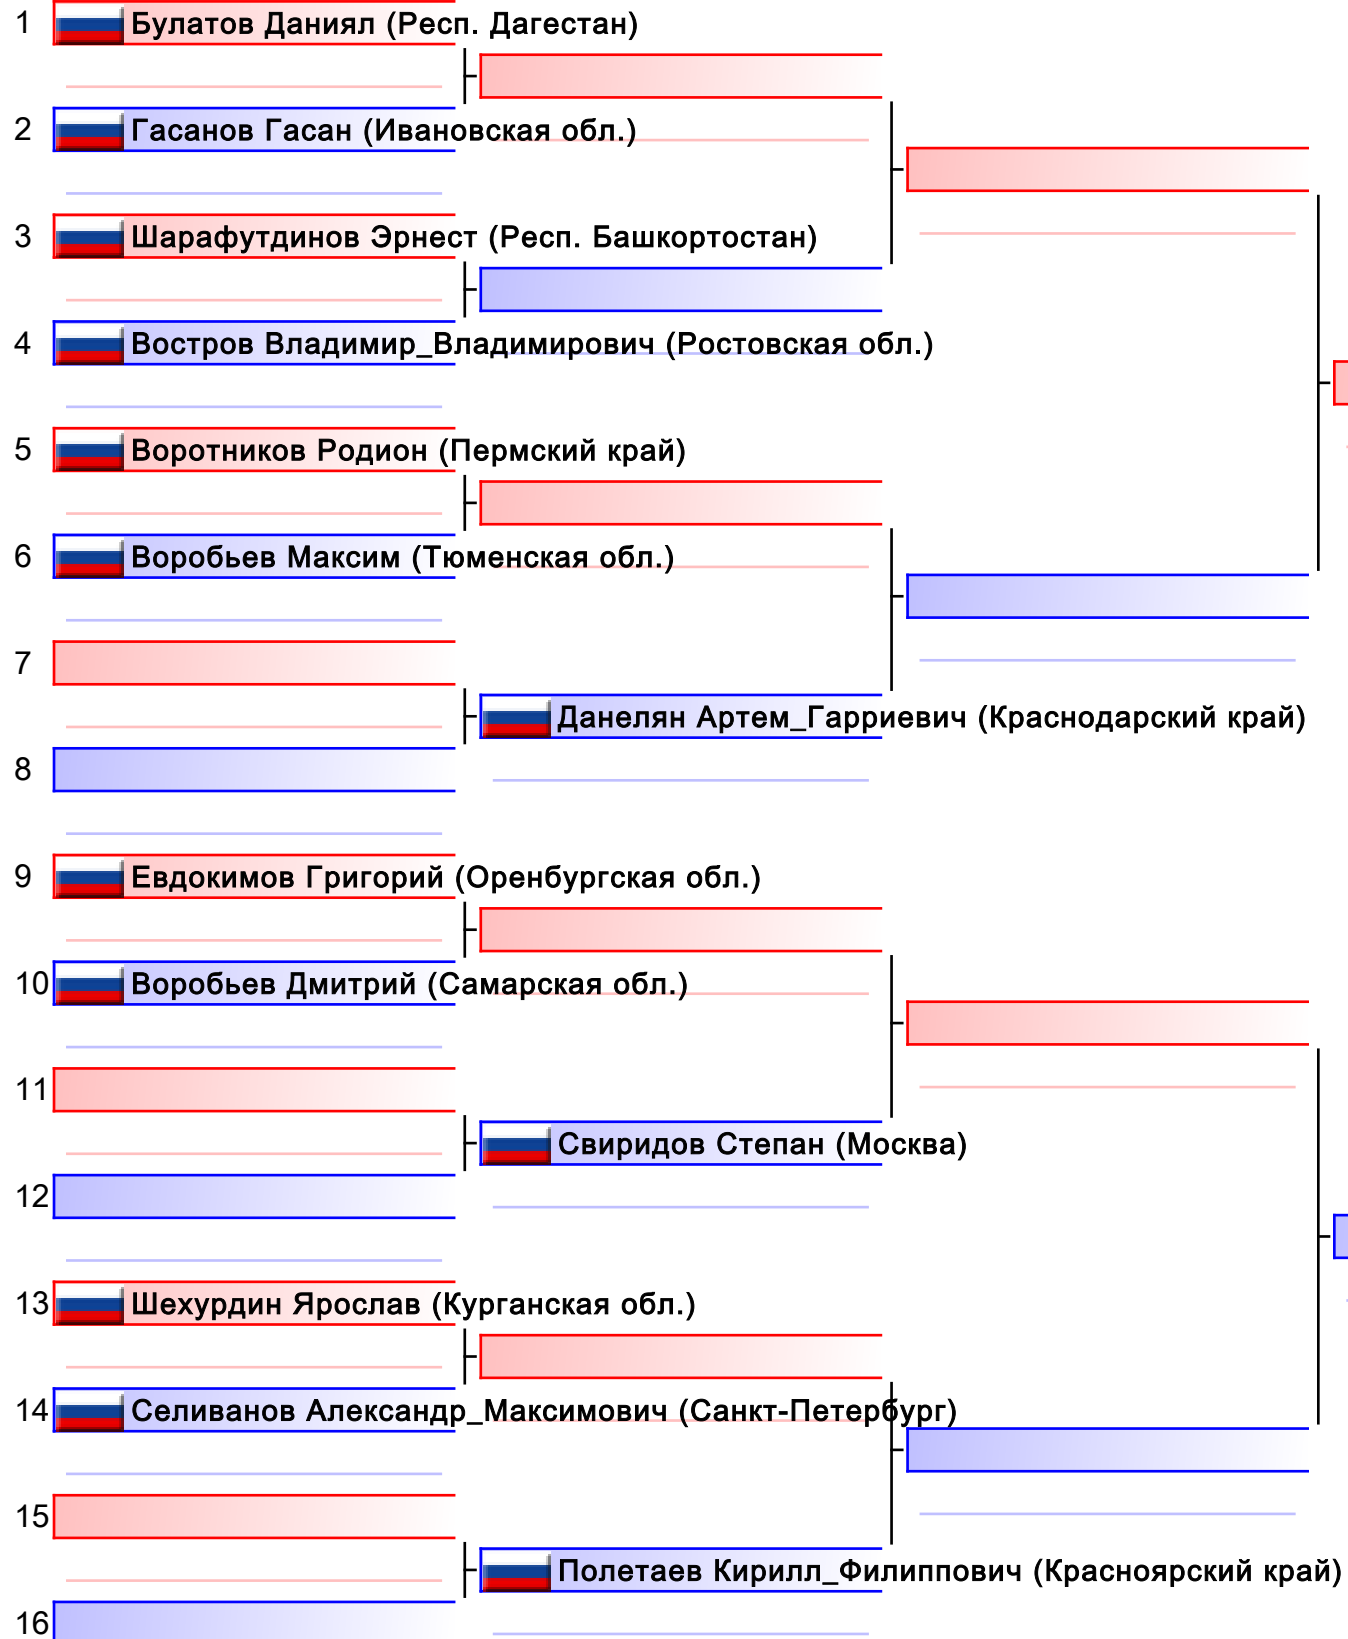 1 Булатов Даниял (Респ. Дагестан)
2 Гасанов Гасан (Ивановская обл.)
3 Шарафутдинов Эрнест (Респ. Башкортостан)
4 Востров Владимир_Владимирович (Ростовская обл.)
5 Воротников Родион (Пермский край)
6 Воробьев Максим (Тюменская обл.)
7
Данелян Артем_Гарриевич (Краснодарский край)
8
9 Евдокимов Григорий (Оренбургская обл.)
10 Воробьев Дмитрий (Самарская обл.)
11
Свиридов Степан (Москва)
12
13 Шехурдин Ярослав (Курганская обл.)
14 Селиванов Александр_Максимович (Санкт-Петербург)
15
Полетаев Кирилл_Филиппович (Красноярский край)
16